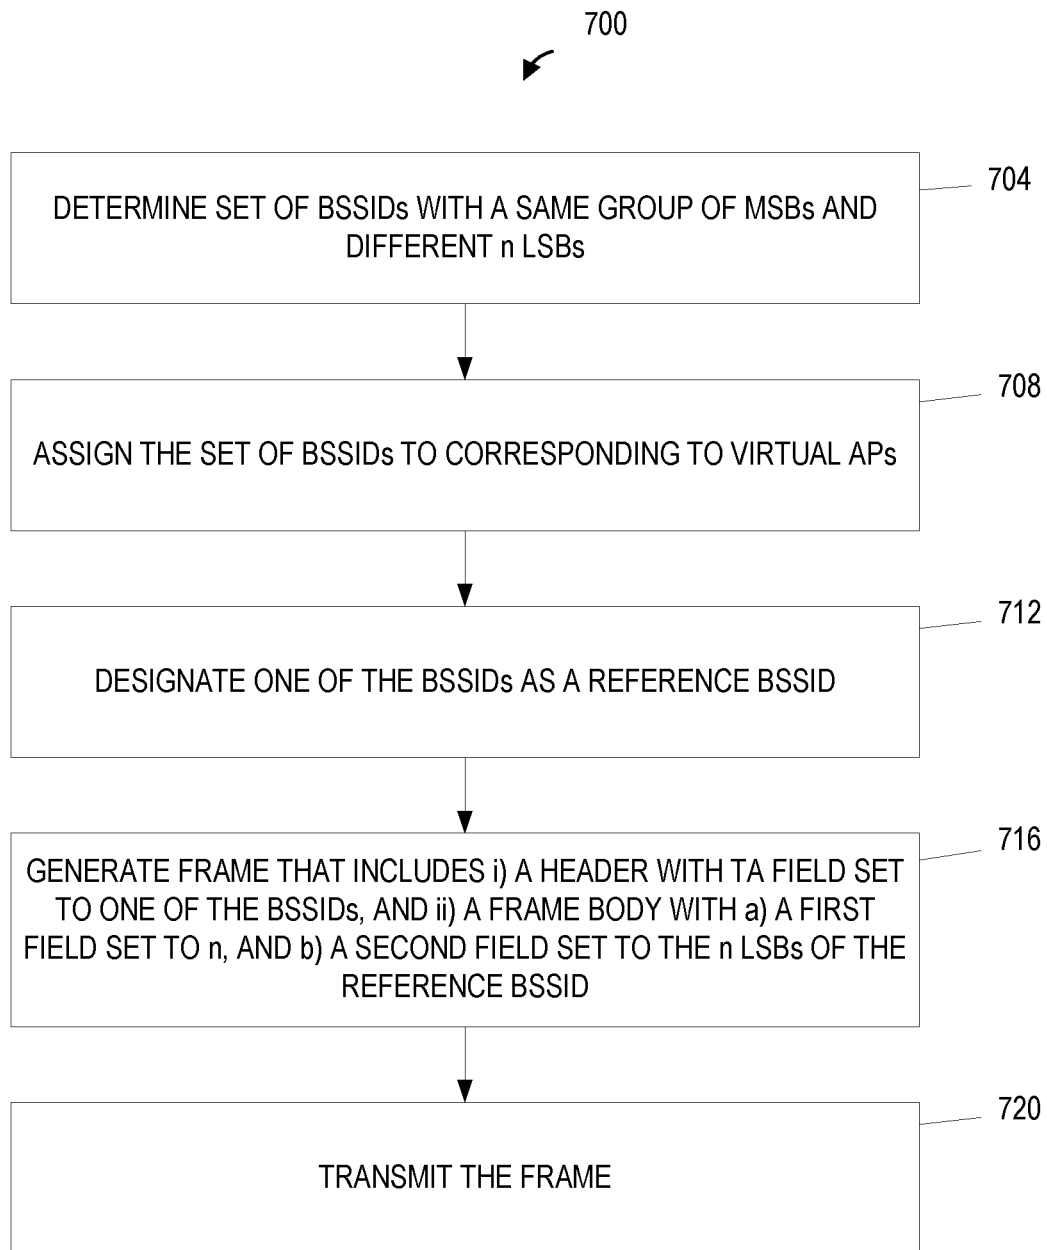 700
704
DETERMINE SET OF BSSIDs WITH A SAME GROUP OF MSBs AND
DIFFERENT n LSBs
708
ASSIGN THE SET OF BSSIDs TO CORRESPONDING TO VIRTUAL APs
712
DESIGNATE ONE OF THE BSSIDs AS A REFERENCE BSSID
716
GENERATE FRAME THAT INCLUDES i) A HEADER WITH TA FIELD SET
TO ONE OF THE BSSIDs, AND ii) A FRAME BODY WITH a) A FIRST
FIELD SET TO n, AND b) A SECOND FIELD SET TO THE n LSBs OF THE
REFERENCE BSSID
720
TRANSMIT THE FRAME